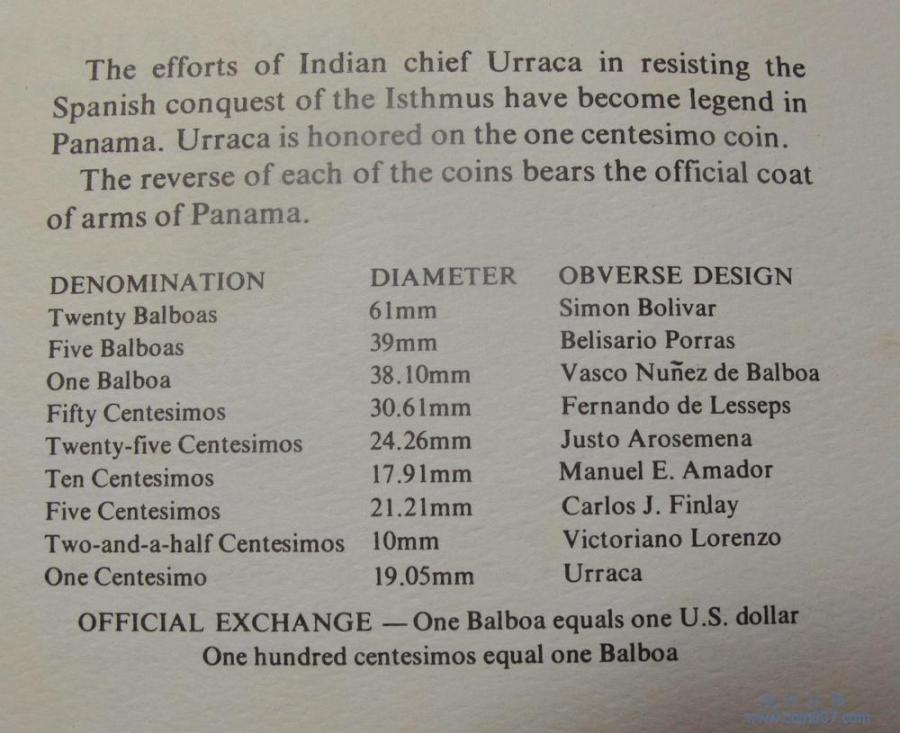 The efforts of Indian chief Urraca in resisting the
Spanish conquest of the Isthmus have become legend in
Panama. Urraca is honored on the one centesimo coin.
The reverse of each of the coins bears the official coat
of arms of Panama.
DENOMINATION DIAMETER OBVERSE DESIGN
Twenty Balboas 61mm Simon Bolivar
Five Balboas 39mm Belisario Porras
One Balboa 38.10mm Vasco Nuñez de Balboa
Fifty Centesimos 30.61mm Fernando de Lesseps
Twenty-five Centesimos 24.26mm Justo Arosemena
Ten Centesimos 17.91mm Manuel E. Amador
Five Centesimos 21.21mm Carlos J. Finlay
Two-and-a-half Centesimos 10mm Victoriano Lorenzo
One Centesimo 19.05mm Urraca
OFFICIAL EXCHANGE — One Balboa equals one U.S. dollar
One hundred centesimos equal one Balboa